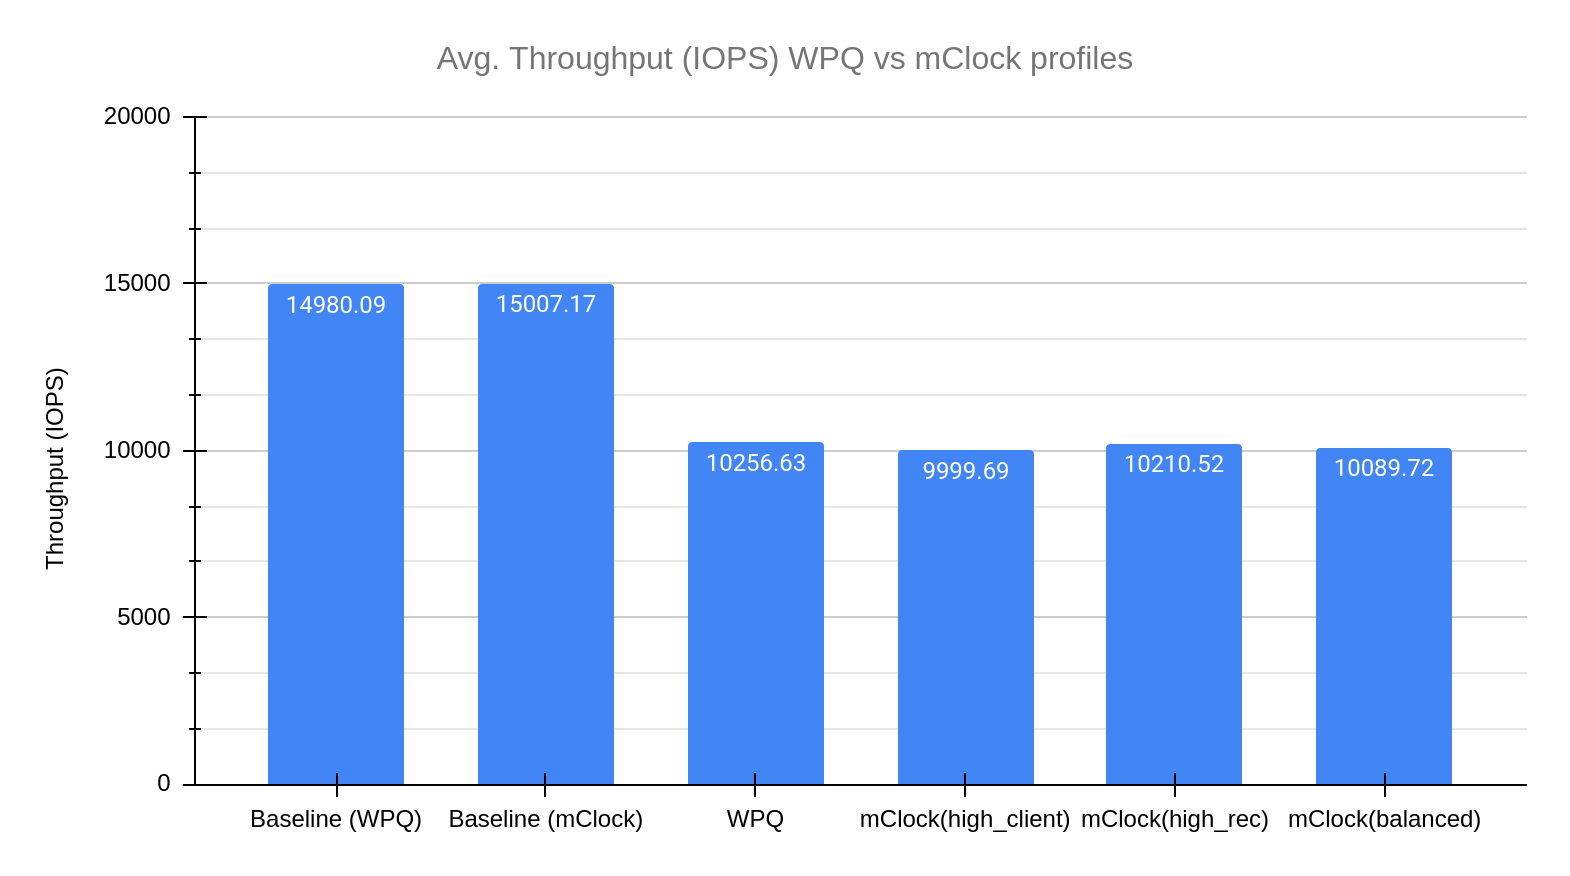 Avg. Throughput (IOPS) WPQ vs mClock profiles
Throughput (IOPS)
20000
15000
10000
5000
0
14980.09
15007.17
10256.63
9999.69
10210.52
10089.72
Baseline (WPQ)
Baseline (mClock)
WPQ
mClock(high_client)
mClock(high_rec)
mClock(balanced)